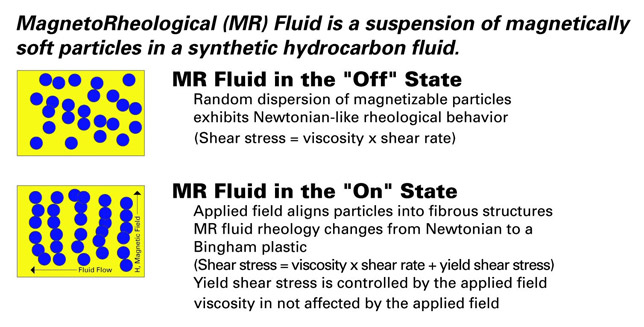 MagnetoRheological (MR) Fluid is a suspension of magnetically
soft particles in a synthetic hydrocarbon fluid.
MR Fluid in the "Off" State
Random dispersion of magnetizable particles
exhibits Newtonian-like rheological behavior
(Shear stress = viscosity x shear rate)
MR Fluid in the "On" State
Applied field aligns particles into fibrous structures
MR fluid rheology changes from Newtonian to a
Bingham plastic
(Shear stress = viscosity x shear rate + yield shear stress)
Yield shear stress is controlled by the applied field
viscosity in not affected by the applied field
H, Magnetic Field
Fluid Flow